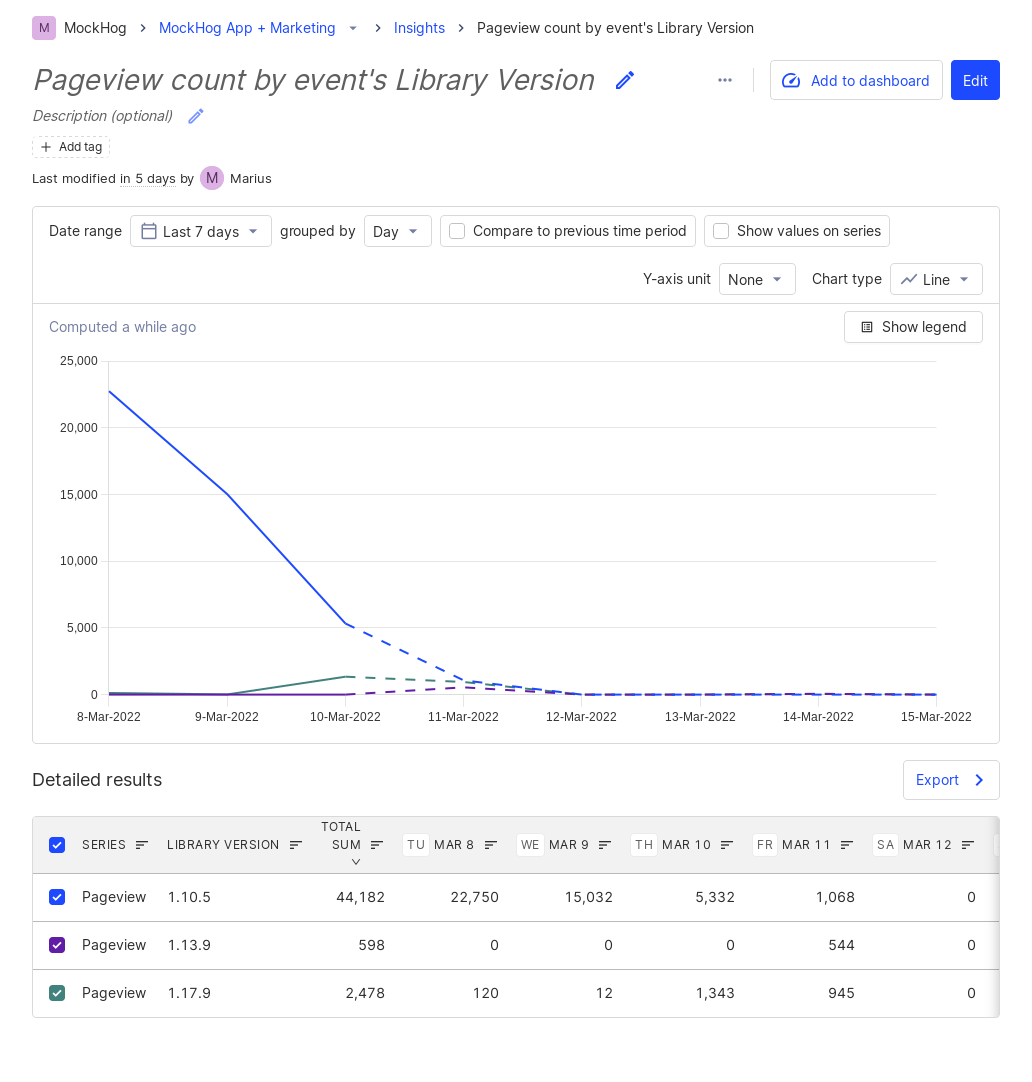 M MockHog MockHog App + Marketing Insights Pageview count by event's Library Version
Pageview count by event's Library Version
Add to dashboard Edit
Description (optional)
Add tag
Last modified in 5 days by M Marius
Date range Last 7 days grouped by Day Compare to previous time period Show values on series
Y-axis unit None Chart type Line
Computed a while ago Show legend
25,000
20,000
15,000
10,000
5,000
0
8-Mar-2022 9-Mar-2022 10-Mar-2022 11-Mar-2022 12-Mar-2022 13-Mar-2022 14-Mar-2022 15-Mar-2022
Detailed results Export
SERIES LIBRARY VERSION TOTAL SUM TU MAR 8 WE MAR 9 TH MAR 10 FR MAR 11 SA MAR 12
Pageview 1.10.5 44,182 22,750 15,032 5,332 1,068 0
Pageview 1.13.9 598 0 0 0 544 0
Pageview 1.17.9 2,478 120 12 1,343 945 0